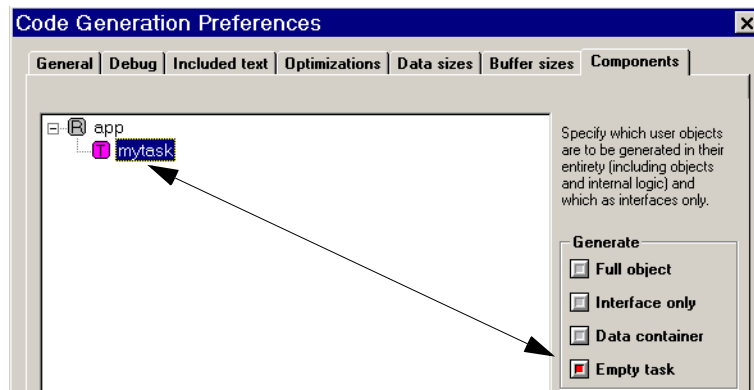 Code Generation Preferences
General Debug Included text Optimizations Data sizes Buffer sizes Components
R app
T mytask
Specify which user objects
are to be generated in their
entirety (including objects
and internal logic) and
which as interfaces only.
Generate
Full object
Interface only
Data container
Empty task